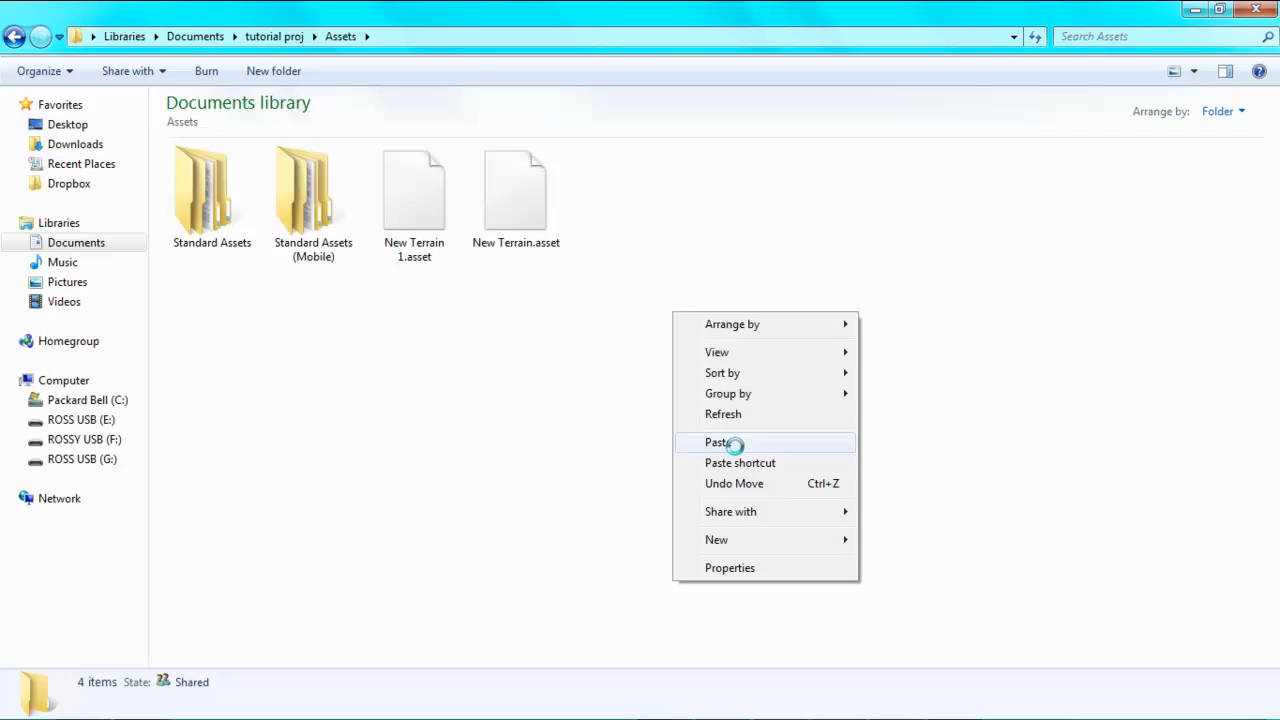 Libraries Documents tutorial proj Assets
Search Assets
Organize Share with Burn New folder
Documents library
Assets
Arrange by: Folder
Favorites
Desktop
Downloads
Recent Places
Dropbox
Libraries
Documents
Music
Pictures
Videos
Homegroup
Computer
Packard Bell (C:)
ROSS USB (E:)
ROSSY USB (F:)
ROSS USB (G:)
Network
Standard Assets
Standard Assets
(Mobile)
New Terrain
1.asset
New Terrain.asset
Arrange by
View
Sort by
Group by
Refresh
Paste
Paste shortcut
Undo Move Ctrl+Z
Share with
New
Properties
4 items State: Shared